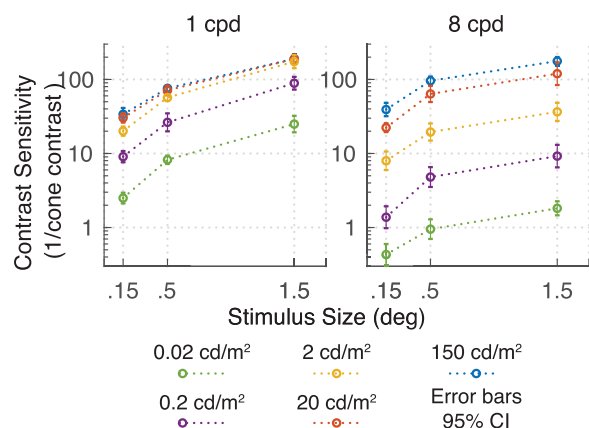 1 cpd
8 cpd
Contrast Sensitivity
(1/cone contrast)
100
10
1
100
10
1
.15
.5
1.5
.15
.5
1.5
Stimulus Size (deg)
0.02 cd/m²
2 cd/m²
150 cd/m²
0.2 cd/m²
20 cd/m²
Error bars
95% CI